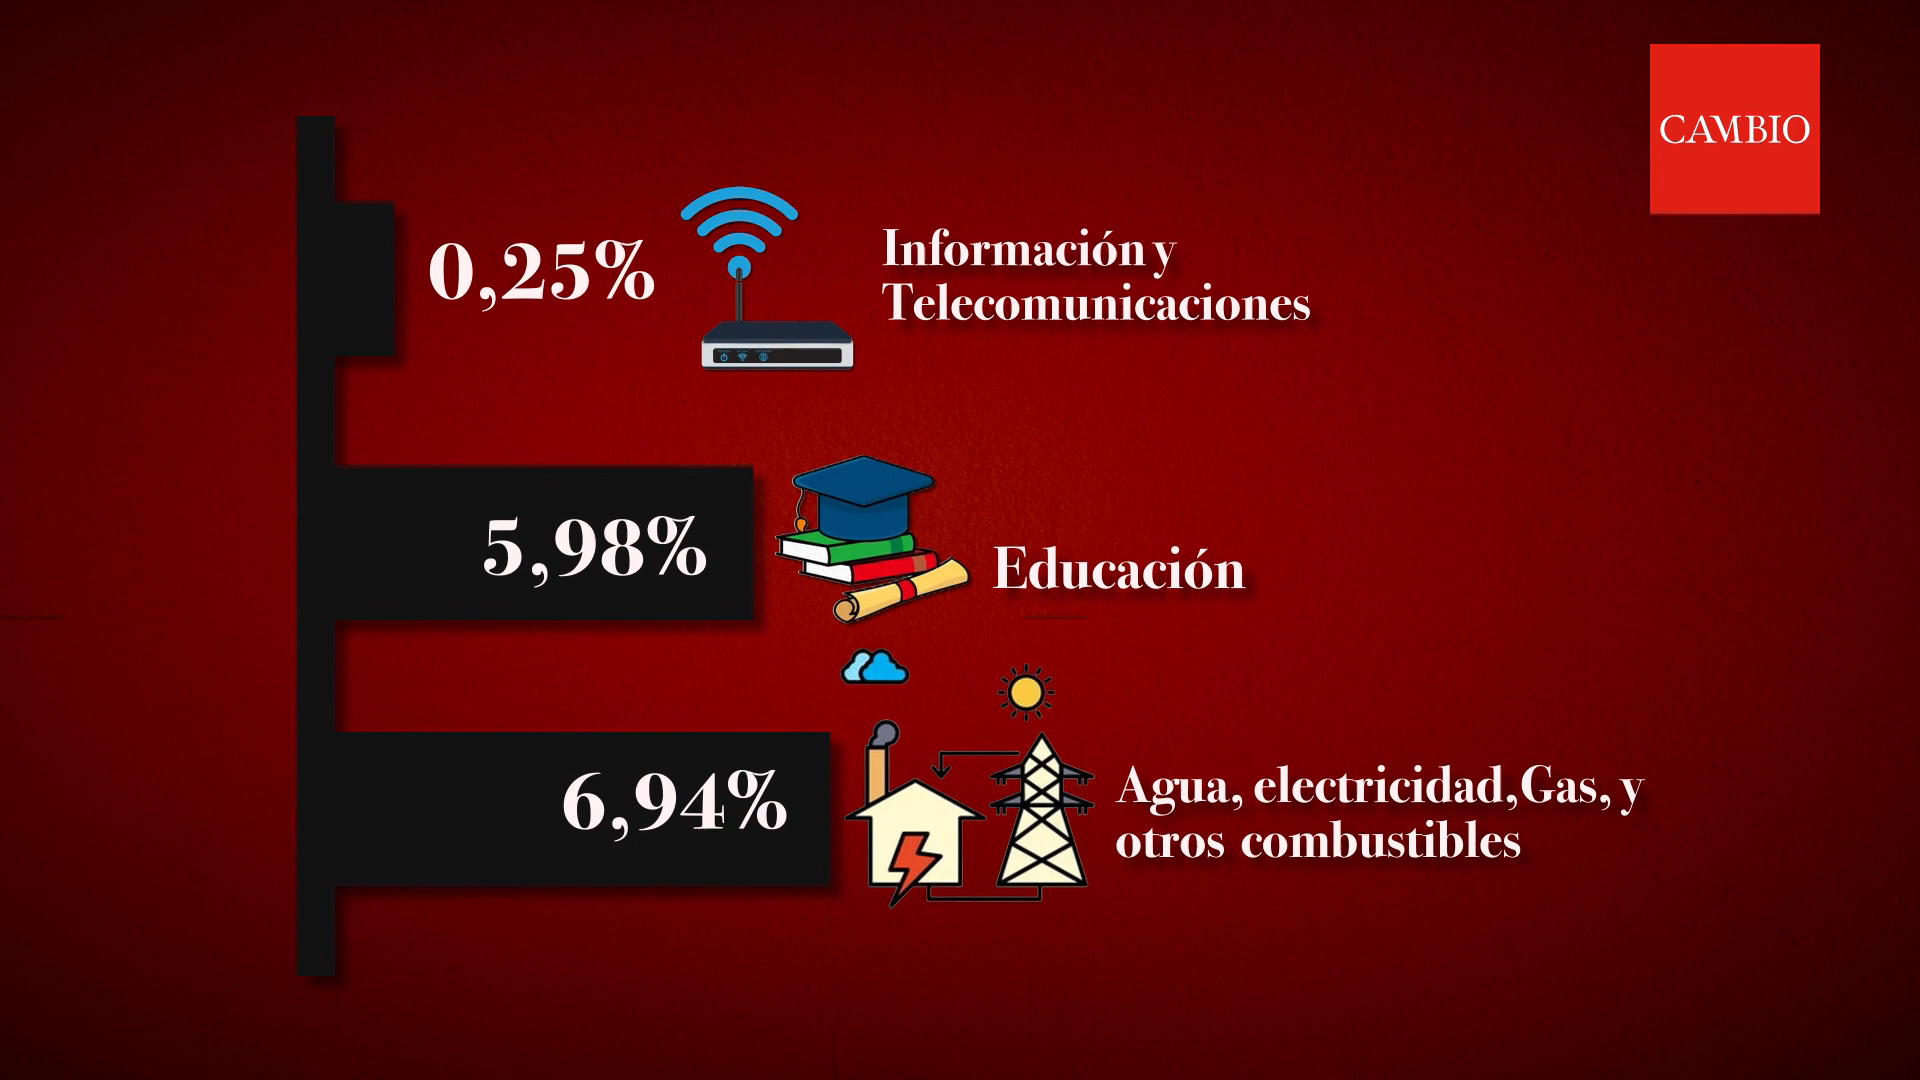 CAMBIO
0,25%
Información y
Telecomunicaciones
5,98%
Educación
6,94%
Agua, electricidad,Gas, y
otros combustibles